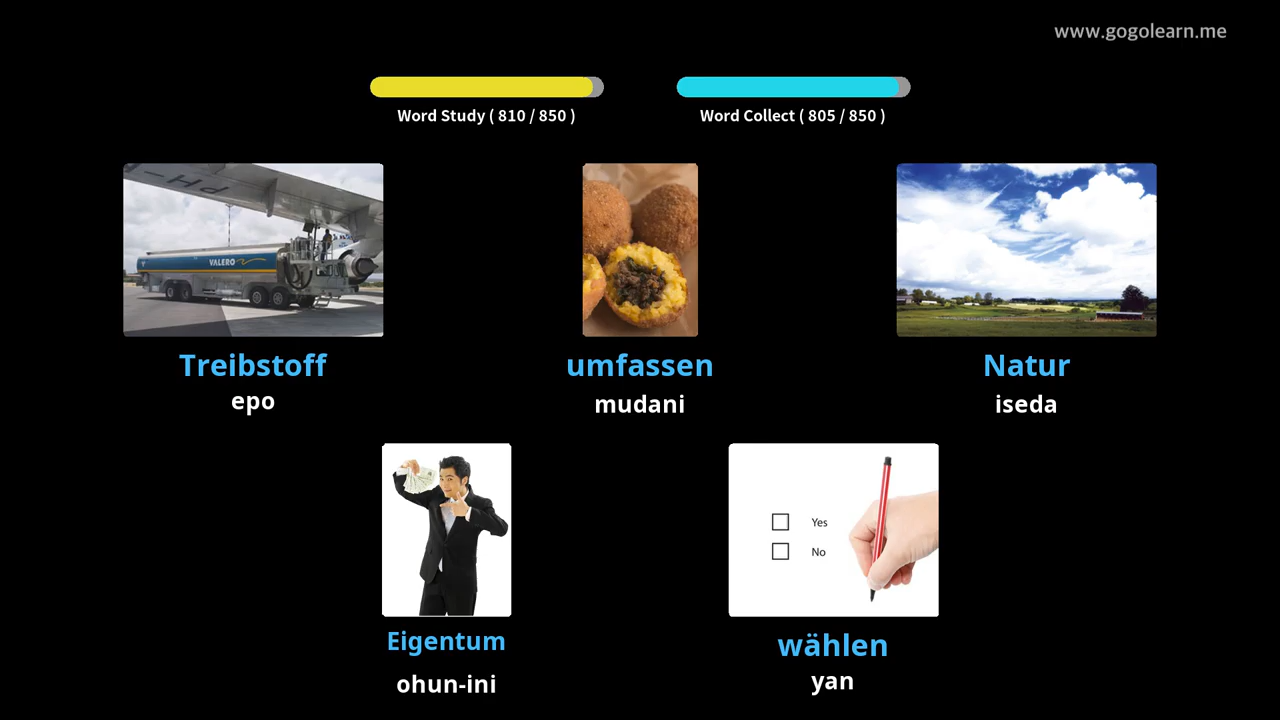 www.gogolearn.me
Word Study ( 810 / 850 )
Word Collect ( 805 / 850 )
PH-I
VALERO
Treibstoff
umfassen
Natur
epo
mudani
iseda
Yes
No
Eigentum
wählen
ohun-ini
yan